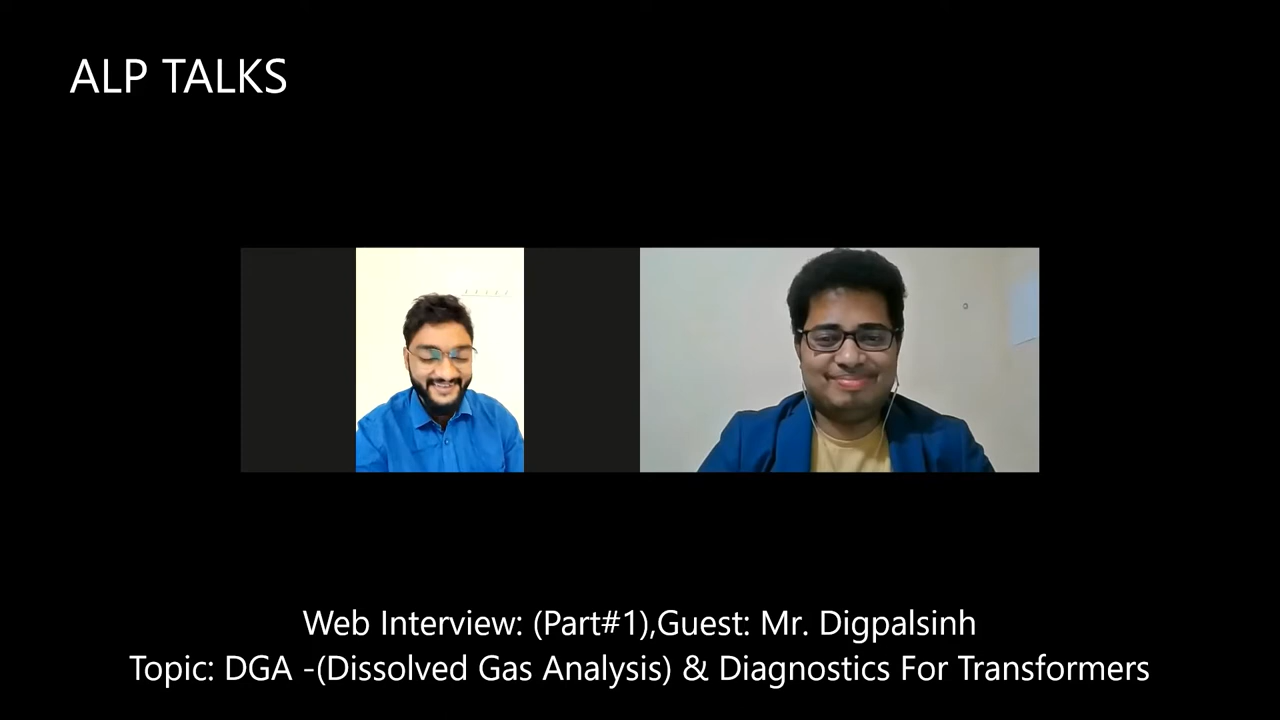 ALP TALKS
Web Interview: (Part#1),Guest: Mr. Digpalsinh
Topic: DGA -(Dissolved Gas Analysis) & Diagnostics For Transformers